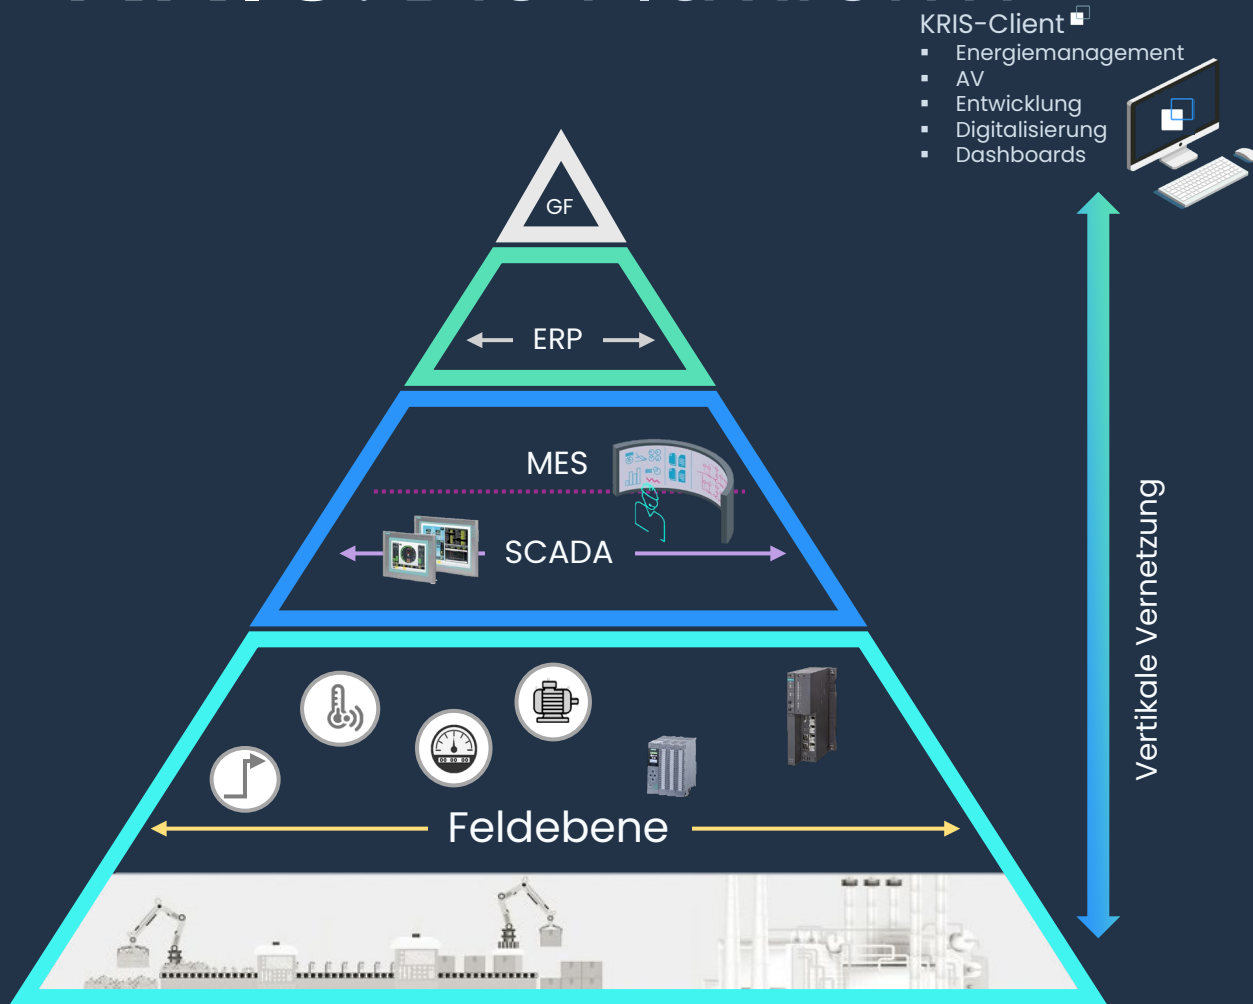 KRIS-Client
▪ Energiemanagement
▪ AV
▪ Entwicklung
▪ Digitalisierung
▪ Dashboards
GF
ERP
MES
SCADA
Feldebene
Vertikale Vernetzung